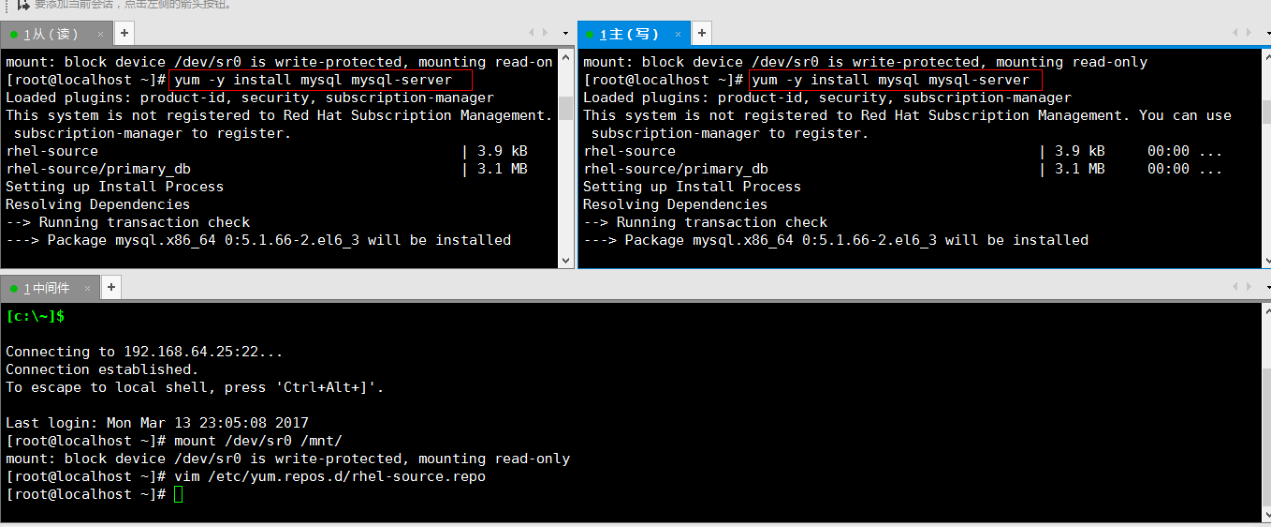 要添加当前会话，点击左侧的箭头按钮。
1从（读） × +
mount: block device /dev/sr0 is write-protected, mounting read-on
[root@localhost ~]# yum -y install mysql mysql-server
Loaded plugins: product-id, security, subscription-manager
This system is not registered to Red Hat Subscription Management.
 subscription-manager to register.
rhel-source | 3.9 kB
rhel-source/primary_db | 3.1 MB
Setting up Install Process
Resolving Dependencies
--> Running transaction check
---> Package mysql.x86_64 0:5.1.66-2.el6_3 will be installed
1主（写） × +
mount: block device /dev/sr0 is write-protected, mounting read-only
[root@localhost ~]# yum -y install mysql mysql-server
Loaded plugins: product-id, security, subscription-manager
This system is not registered to Red Hat Subscription Management. You can use
 subscription-manager to register.
rhel-source | 3.9 kB 00:00 ...
rhel-source/primary_db | 3.1 MB 00:00 ...
Setting up Install Process
Resolving Dependencies
--> Running transaction check
---> Package mysql.x86_64 0:5.1.66-2.el6_3 will be installed
1中间件 × +
[c:\~]$
Connecting to 192.168.64.25:22...
Connection established.
To escape to local shell, press 'Ctrl+Alt+]'.
Last login: Mon Mar 13 23:05:08 2017
[root@localhost ~]# mount /dev/sr0 /mnt/
mount: block device /dev/sr0 is write-protected, mounting read-only
[root@localhost ~]# vim /etc/yum.repos.d/rhel-source.repo
[root@localhost ~]#